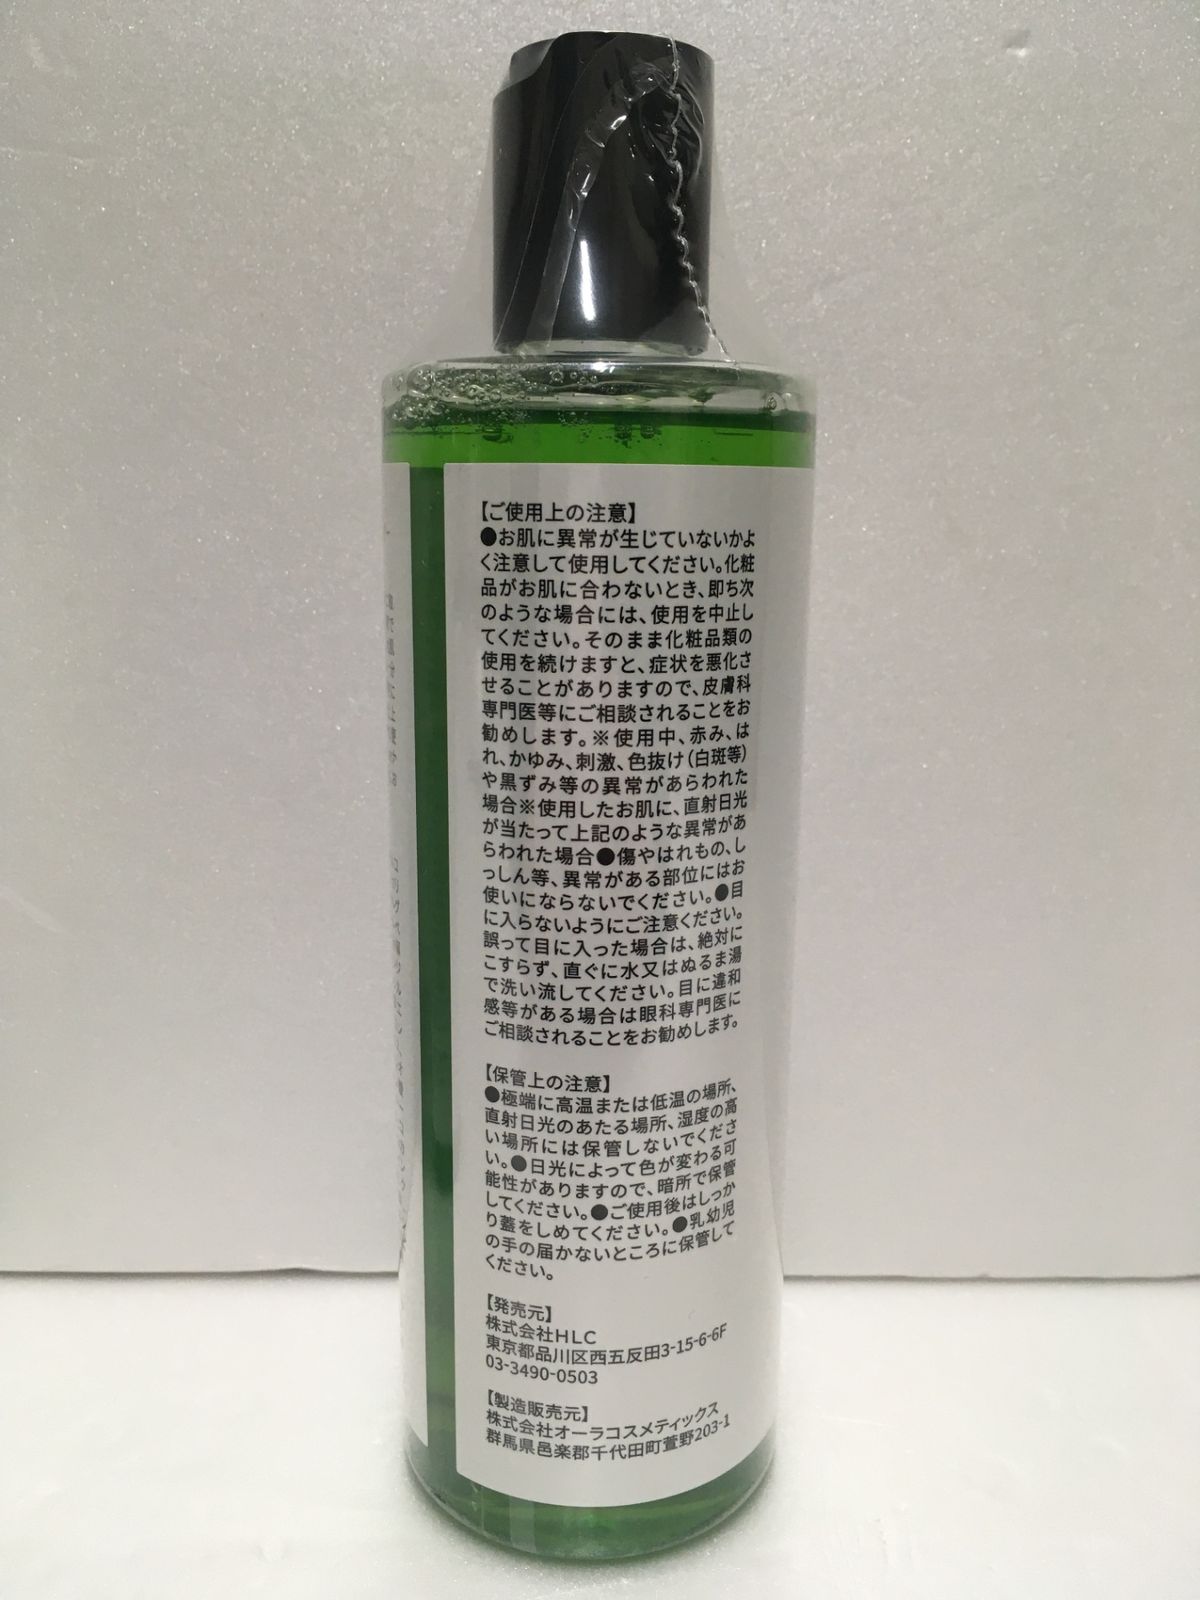 【ご使用上の注意】
●お肌に異常が生じていないかよ
く注意して使用してください。化粧
品がお肌に合わないとき、即ち次
のような場合には、使用を中止し
てください。そのまま化粧品類の
使用を続けますと、症状を悪化さ
せることがありますので、皮膚科
専門医等にご相談されることをお
勧めします。※使用中、赤み、は
れ、かゆみ、刺激、色抜け(白斑等)
や黒ずみ等の異常があらわれた
場合※使用したお肌に、直射日光
が当たって上記のような異常があ
らわれた場合●傷やはれもの、し
っしん等、異常がある部位にはお
使いにならないでください。●目
に入らないようにご注意ください。
誤って目に入った場合は、絶対に
こすらず、直ぐに水又はぬるま湯
で洗い流してください。目に違和
感等がある場合は眼科専門医に
ご相談されることをお勧めします。
【保管上の注意】
●極端に高温または低温の場所、
直射日光のあたる場所、湿度の高
い場所には保管しないでくださ
い。●日光によって色が変わる可
能性がありますので、暗所で保管
してください。●ご使用後はしっか
り蓋をしめてください。●乳幼児
の手の届かないところに保管して
ください。
【発売元】
株式会社HLC
東京都品川区西五反田3-15-6-6F
03-3490-0503
【製造販売元】
株式会社オーラコスメティックス
群馬県邑楽郡千代田町萱野203-1